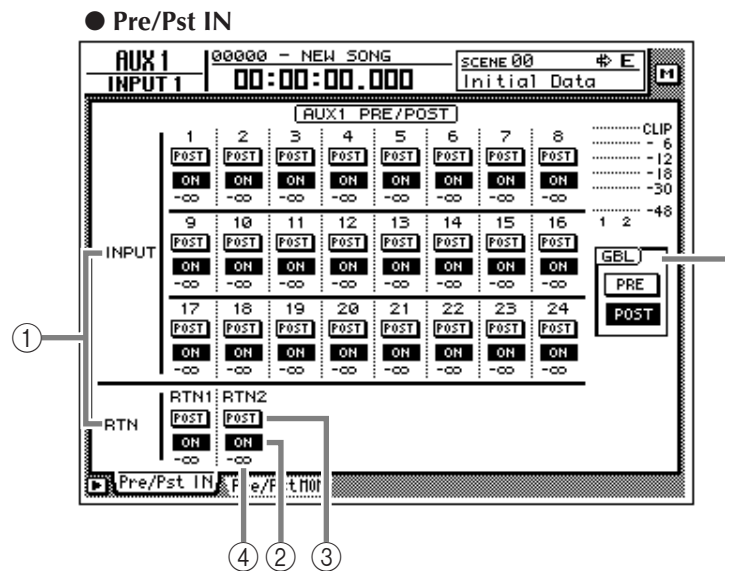 ● Pre/Pst IN
AUX 1
INPUT 1
00000 - NEW SONG
00:00:00.000
SCENE 00 E
Initial Data
M
AUX1 PRE/POST
1 2 3 4 5 6 7 8
POST POST POST POST POST POST POST POST
ON ON ON ON ON ON ON ON
-∞ -∞ -∞ -∞ -∞ -∞ -∞ -∞
CLIP
- 6
-12
-18
-30
-48
1 2
INPUT
9 10 11 12 13 14 15 16
POST POST POST POST POST POST POST POST
ON ON ON ON ON ON ON ON
-∞ -∞ -∞ -∞ -∞ -∞ -∞ -∞
GBL
PRE
POST
17 18 19 20 21 22 23 24
POST POST POST POST POST POST POST POST
ON ON ON ON ON ON ON ON
-∞ -∞ -∞ -∞ -∞ -∞ -∞ -∞
①
RTN
RTN1 RTN2
POST POST
ON ON
-∞ -∞
Pre/Pst IN
④ ② ③